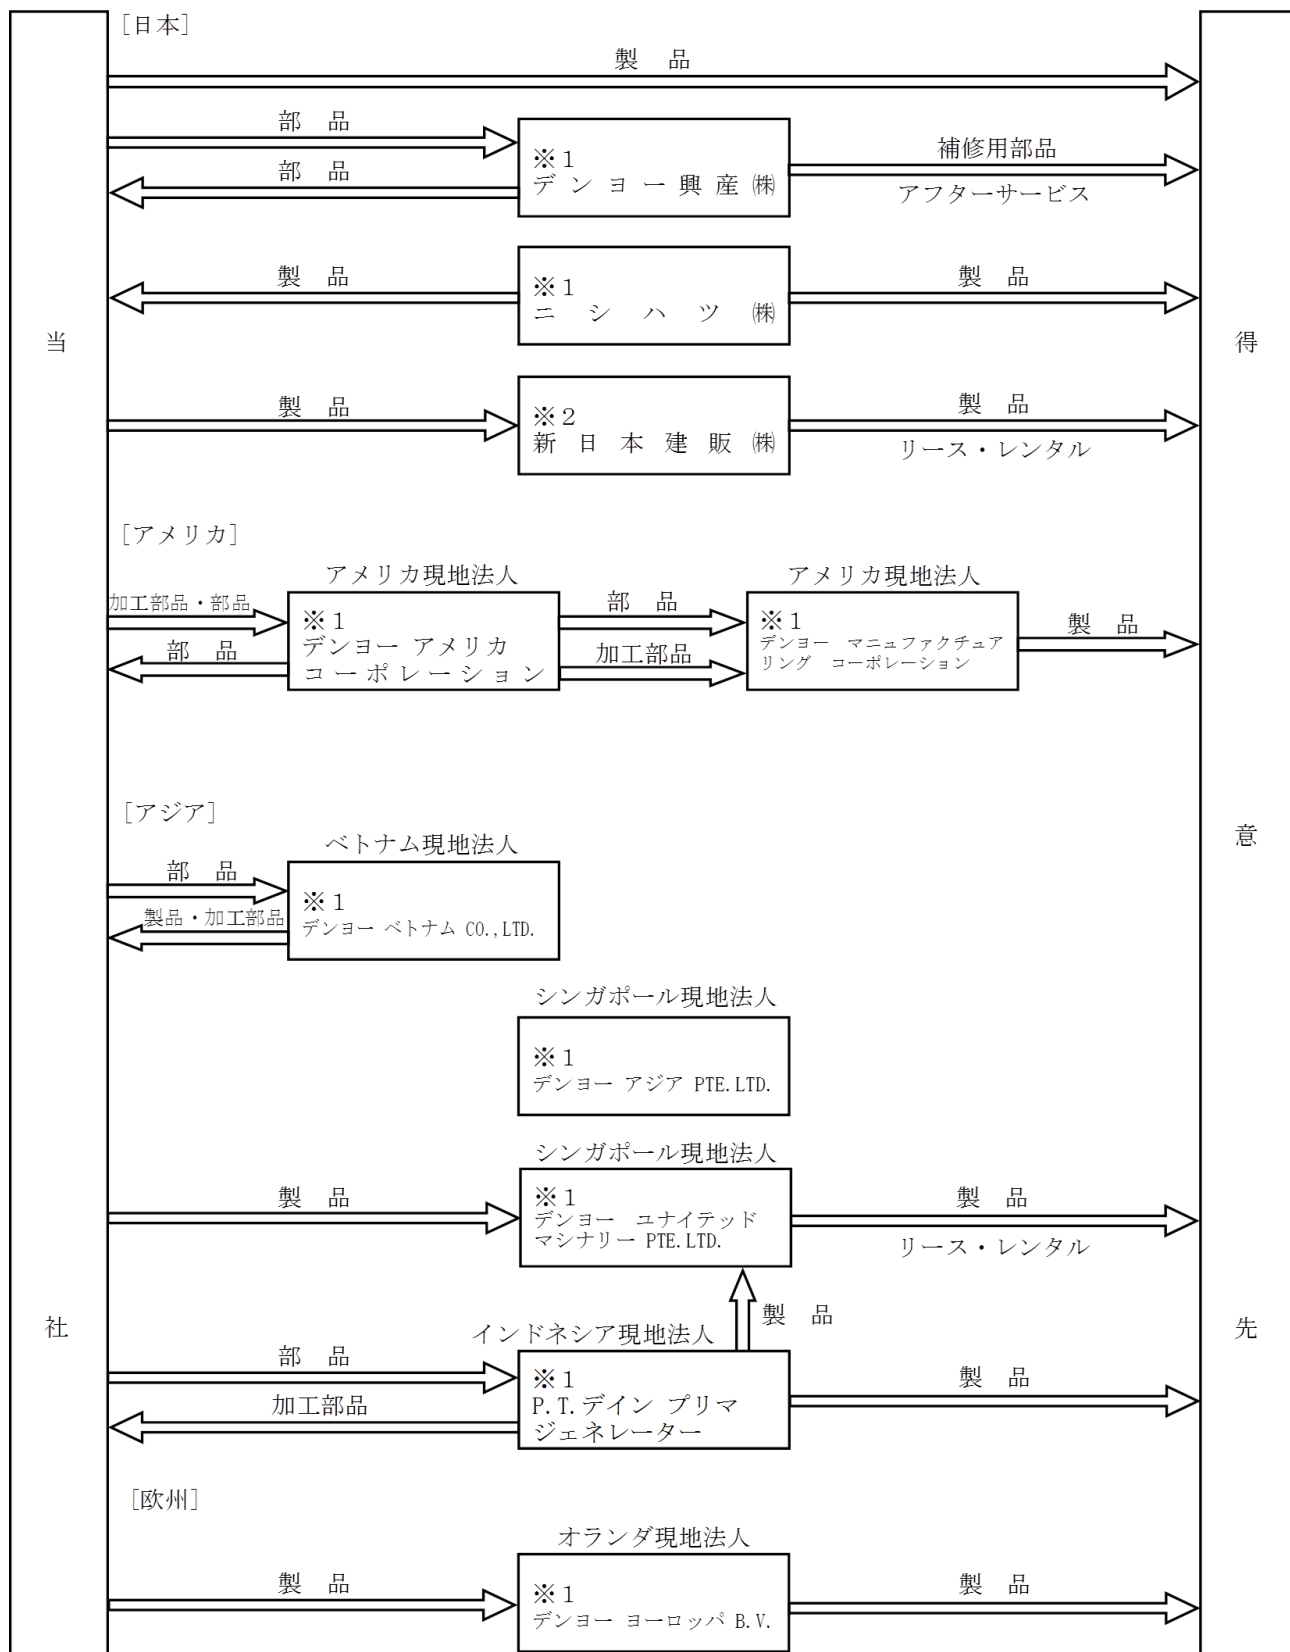 [日本]
製　品
部　品
部　品
※１
デンヨー興産㈱
補修用部品
アフターサービス
製　品
※１
ニシハツ㈱
製　品
製　品
※２
新日本建販㈱
製　品
リース・レンタル
当
社
得
意
先
[アメリカ]
アメリカ現地法人
加工部品・部品
部　品
※１
デンヨー アメリカ
コーポレーション
部　品
加工部品
アメリカ現地法人
※１
デンヨー　マニュファクチュア
リング　コーポレーション
製　品
[アジア]
ベトナム現地法人
部　品
製品・加工部品
※１
デンヨー ベトナム CO.,LTD.
シンガポール現地法人
※１
デンヨー アジア PTE.LTD.
シンガポール現地法人
製　品
※１
デンヨー　ユナイテッド
マシナリー PTE.LTD.
製　品
リース・レンタル
製　品
インドネシア現地法人
部　品
加工部品
※１
P.T.デイン プリマ
ジェネレーター
製　品
[欧州]
オランダ現地法人
製　品
※１
デンヨー ヨーロッパ B.V.
製　品